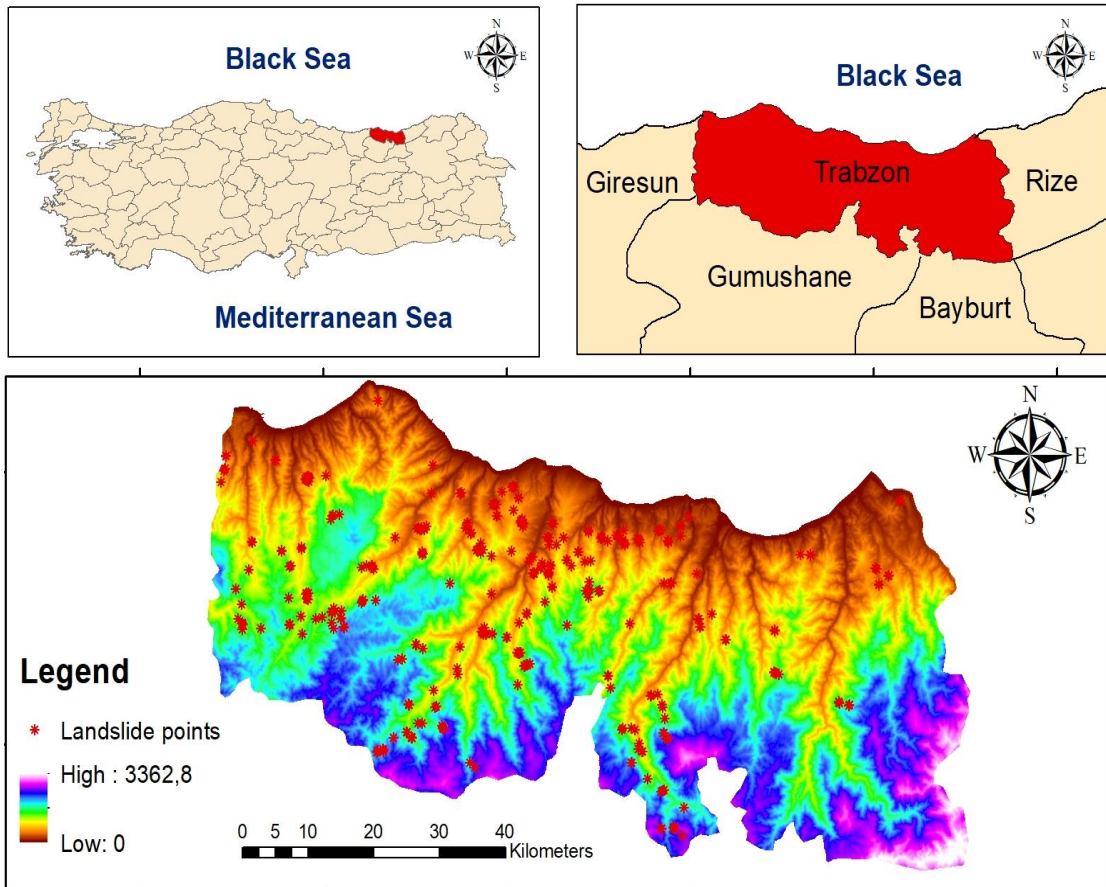 N
W E
S
Black Sea
Mediterranean Sea
N
W E
S
Black Sea
Giresun
Trabzon
Rize
Gumushane
Bayburt
N
W E
S
Legend
Landslide points
High : 3362,8
Low: 0
0 5 10 20 30 40
Kilometers